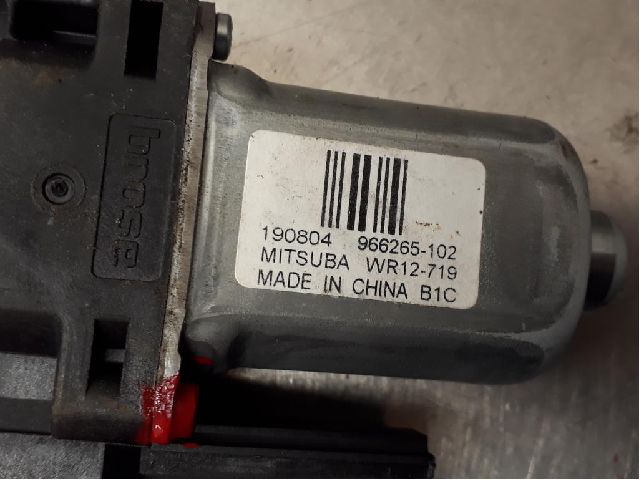 brose
190804 966265-102
MITSUBA WR12-719
MADE IN CHINA B1C